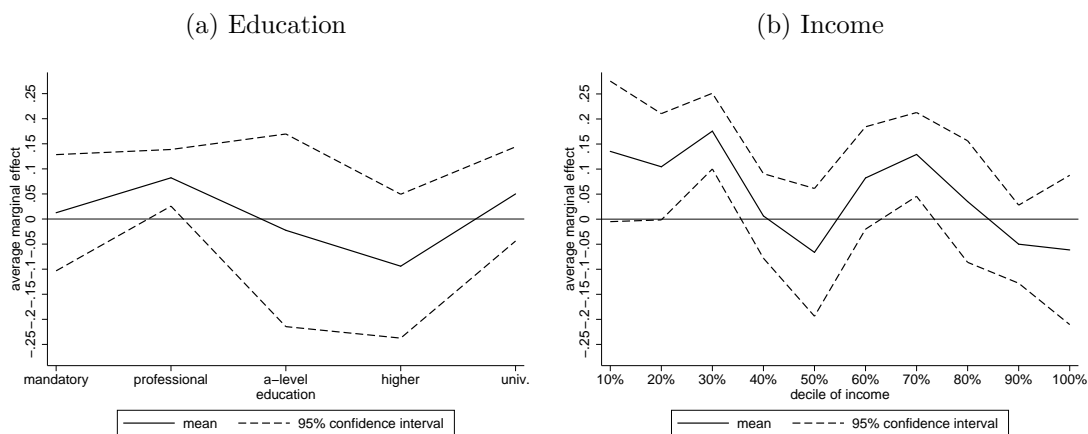 (a) Education
average marginal effect
-.25-.2-.15-.1-.05 0 .05 .1 .15 .2 .25
mandatory professional a-level higher univ.
education
mean 95% confidence interval
(b) Income
average marginal effect
-.25-.2-.15-.1-.05 0 .05 .1 .15 .2 .25
10% 20% 30% 40% 50% 60% 70% 80% 90% 100%
decile of income
mean 95% confidence interval